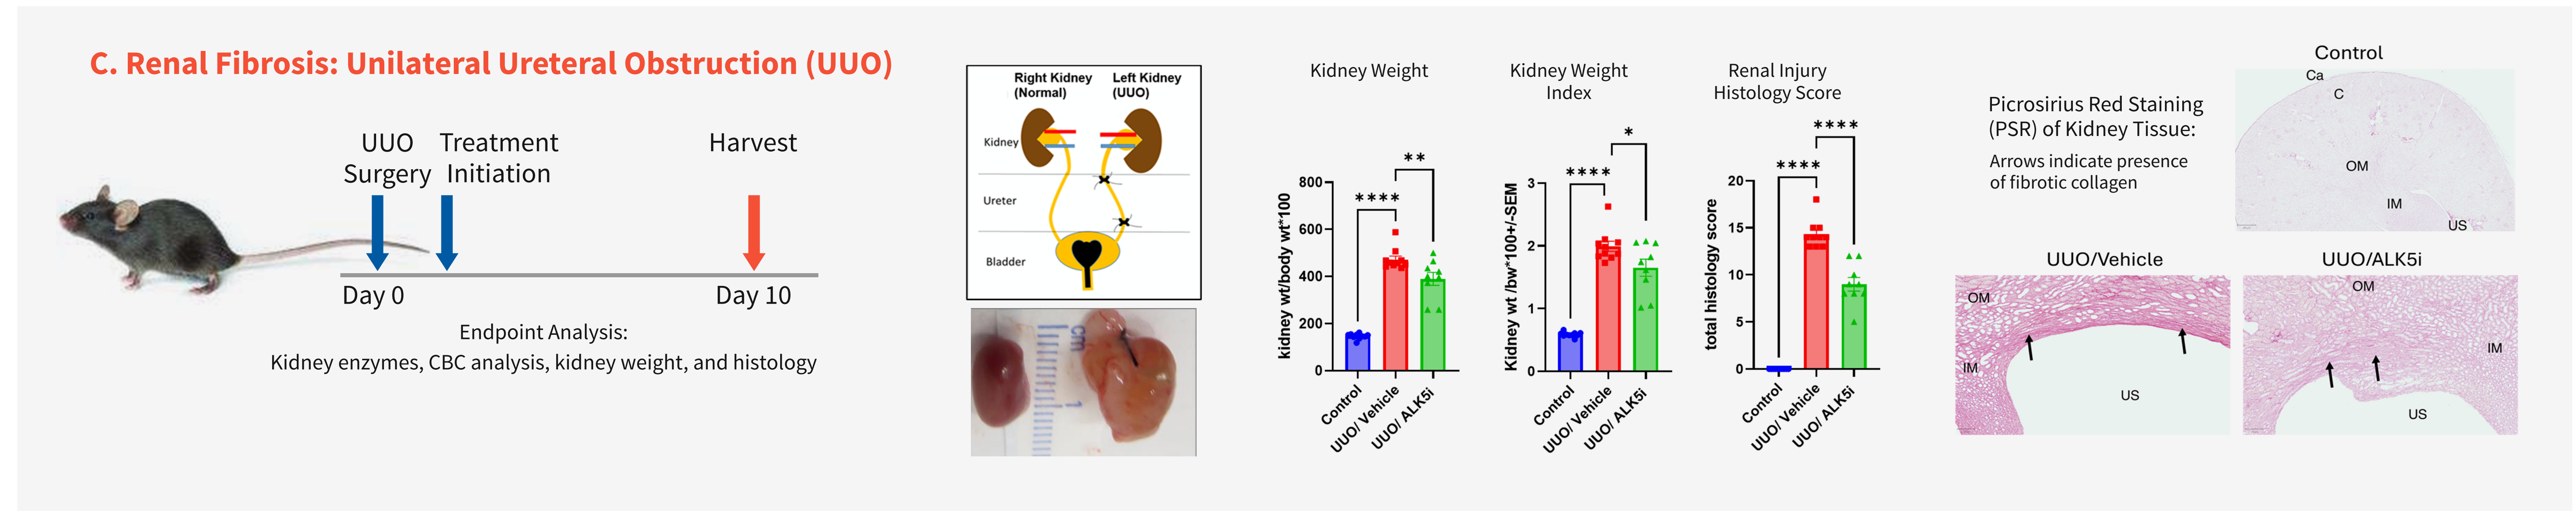 C. Renal Fibrosis: Unilateral Ureteral Obstruction (UUO)
UUO
Surgery
Treatment
Initiation
Harvest
Day 0
Day 10
Endpoint Analysis:
Kidney enzymes, CBC analysis, kidney weight, and histology
Right Kidney
(Normal)
Left Kidney
(UUO)
Kidney
Ureter
Bladder
cm
1
Kidney Weight
kidney wt/body wt*100
800
600
400
200
0
****
**
Control
UUO/ Vehicle
UUO/ ALK5i
Kidney Weight
Index
Kidney wt /bw*100+/-SEM
3
2
1
0
****
*
Control
UUO/ Vehicle
UUO/ ALK5i
Renal Injury
Histology Score
total histology score
20
15
10
5
0
****
****
Control
UUO/ Vehicle
UUO/ ALK5i
Picrosirius Red Staining
(PSR) of Kidney Tissue:
Arrows indicate presence
of fibrotic collagen
Control
Ca
C
OM
IM
US
UUO/Vehicle
OM
IM
US
UUO/ALK5i
OM
IM
US